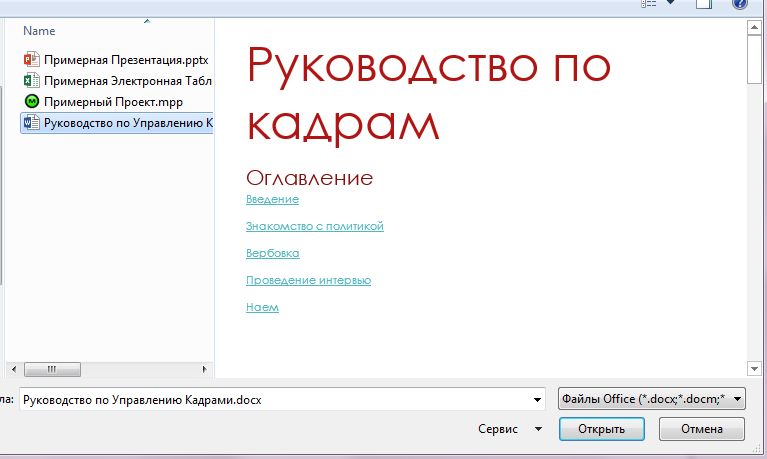 Name
Примерная Презентация.pptx
Примерная Электронная Табл
Примерный Проект.mpp
Руководство по Управлению К
Руководство по
кадрам
Оглавление
Введение
Знакомство с политикой
Вербовка
Проведение интервью
Наем
ла: Руководство по Управлению Кадрами.docx
Файлы Office (*.docx;*.docm;*
Сервис
Открыть
Отмена